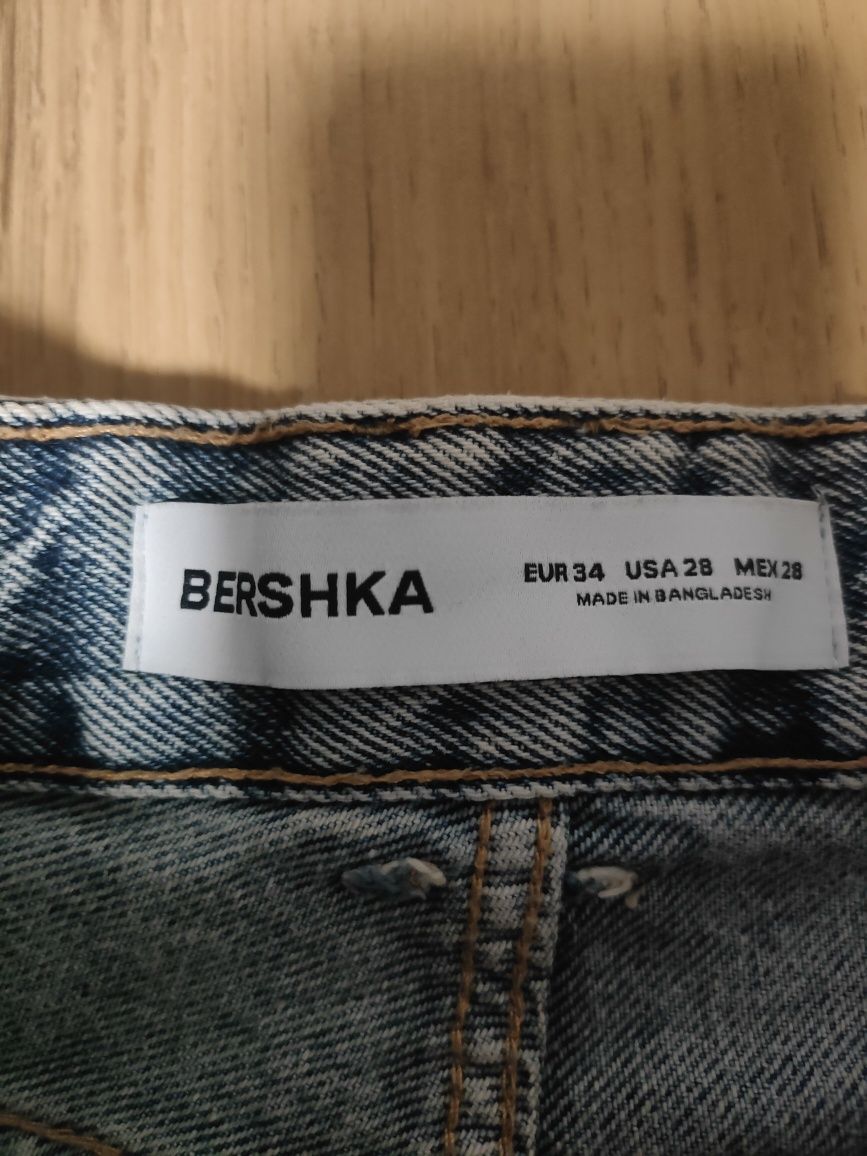 BERSHKA
EUR 34 USA 28 MEX 28
MADE IN BANGLADESH